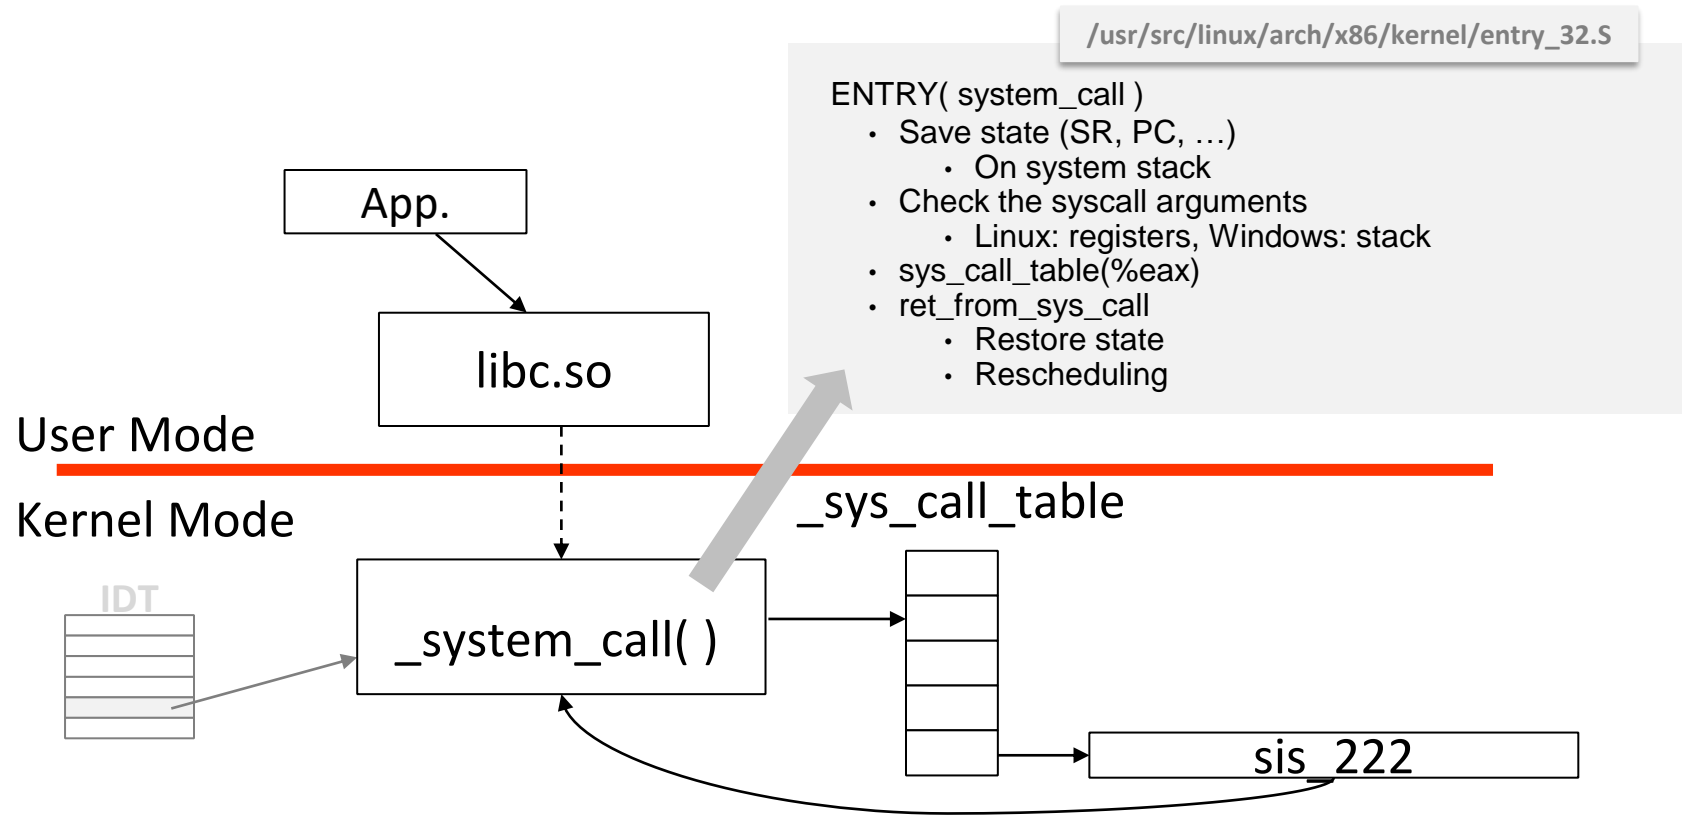 /usr/src/linux/arch/x86/kernel/entry_32.S
ENTRY( system_call )
• Save state (SR, PC, …)
• On system stack
• Check the syscall arguments
• Linux: registers, Windows: stack
• sys_call_table(%eax)
• ret_from_sys_call
• Restore state
• Rescheduling
App.
libc.so
User Mode
Kernel Mode
_sys_call_table
IDT
_system_call( )
sis_222